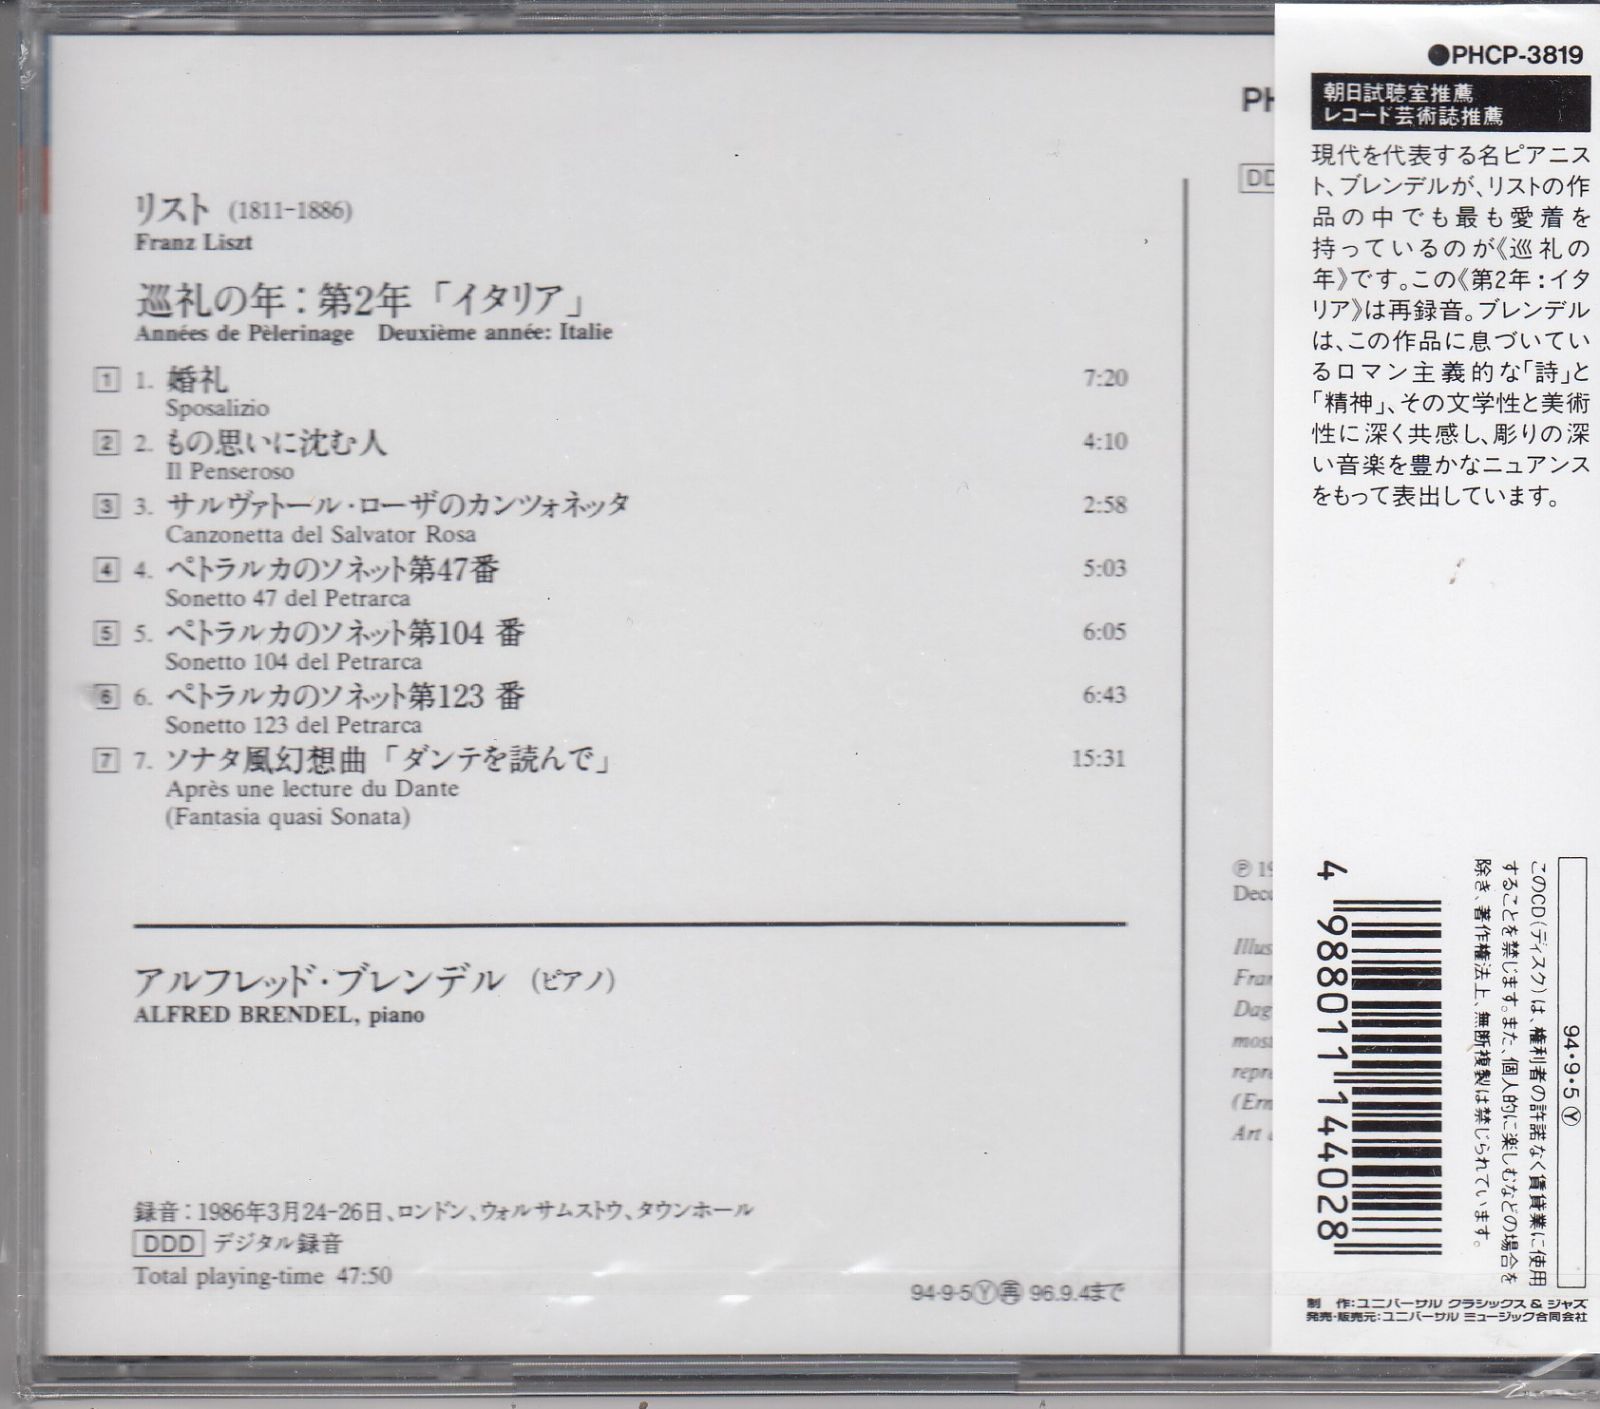 リスト (1811-1886)
Franz Liszt
巡礼の年：第2年「イタリア」
Années de Pèlerinage Deuxième année: Italie
1 1. 婚礼 7:20
Sposalizio
2 2. もの思いに沈む人 4:10
Il Penseroso
3 3. サルヴァトール・ローザのカンツォネッタ 2:58
Canzonetta del Salvator Rosa
4 4. ペトラルカのソネット第47番 5:03
Sonetto 47 del Petrarca
5 5. ペトラルカのソネット第104番 6:05
Sonetto 104 del Petrarca
6 6. ペトラルカのソネット第123番 6:43
Sonetto 123 del Petrarca
7 7. ソナタ風幻想曲「ダンテを読んで」 15:31
Après une lecture du Dante
(Fantasia quasi Sonata)
アルフレッド・ブレンデル (ピアノ)
ALFRED BRENDEL, piano
録音：1986年3月24-26日、ロンドン、ウォルサムストウ、タウンホール
DDD デジタル録音
Total playing-time 47:50
94-9-5Ⓨ㊢ 96.9.4まで
●PHCP-3819
朝日試聴室推薦
レコード芸術誌推薦
現代を代表する名ピアニス
ト、ブレンデルが、リストの作
品の中でも最も愛着を
持っているのが《巡礼の
年》です。この《第2年：イタ
リア》は再録音。ブレンデル
は、この作品に息づいてい
るロマン主義的な「詩」と
「精神」、その文学性と美術
性に深く共感し、彫りの深
い音楽を豊かなニュアンス
をもって表出しています。
94・9・5Ⓨ
このCD(ディスク)は、権利者の許諾なく賃貸業に使用
することを禁じます。また、個人的に楽しむなどの場合を
除き、著作権法上、無断複製は禁じられています。
4 988011 144028
制 作：ユニバーサル クラシックス & ジャズ
発売・販売元：ユニバーサル ミュージック合同会社